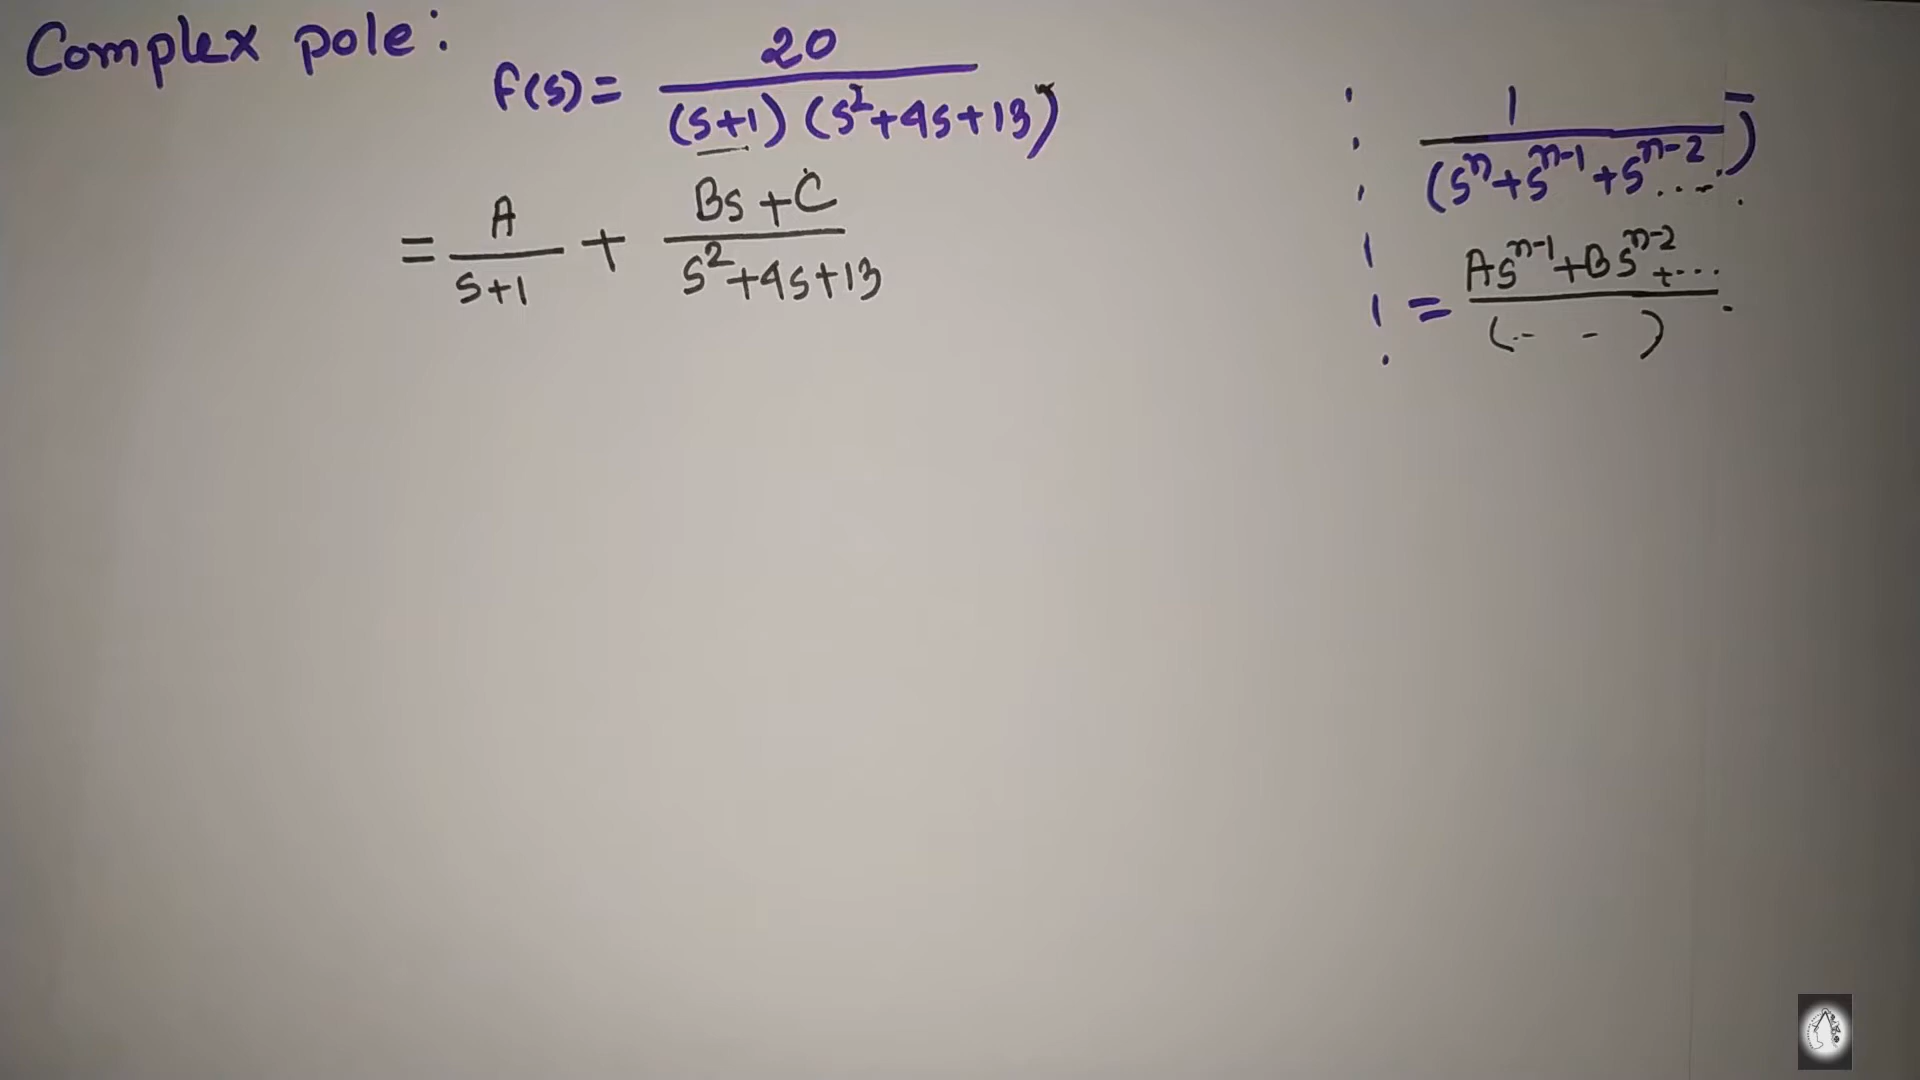 Complex pole:
f(s) = 20 / (s+1) (s²+4s+13)
= A / s+1 + Bs+C / s²+4s+13
1 / (sⁿ+sⁿ⁻¹+sⁿ⁻²....)
= Asⁿ⁻¹+Bsⁿ⁻²+... / (.. - )